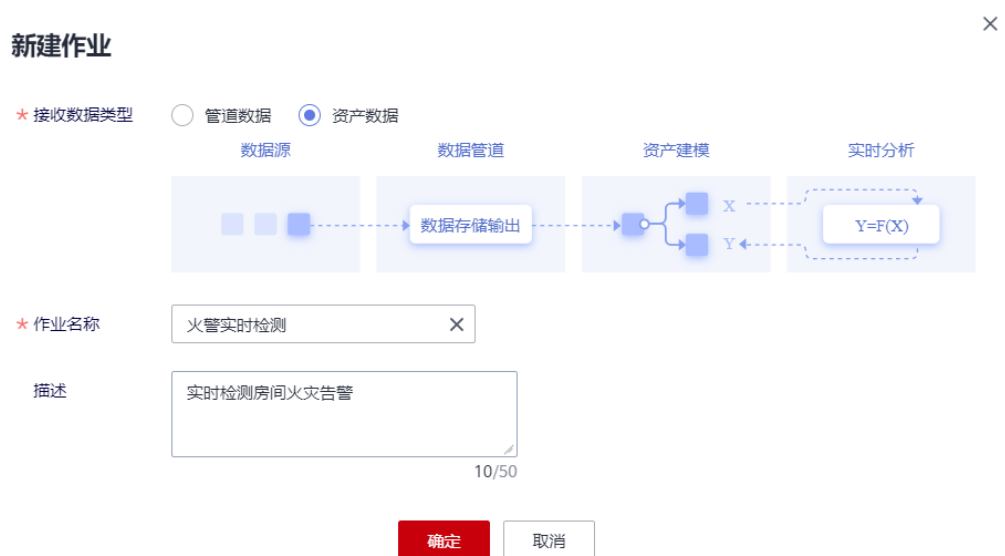 新建作业
* 接收数据类型 管道数据 资产数据
数据源 数据管道 资产建模 实时分析
数据存储输出 X Y Y=F(X)
* 作业名称 火警实时检测
描述 实时检测房间火灾告警
10/50
确定 取消